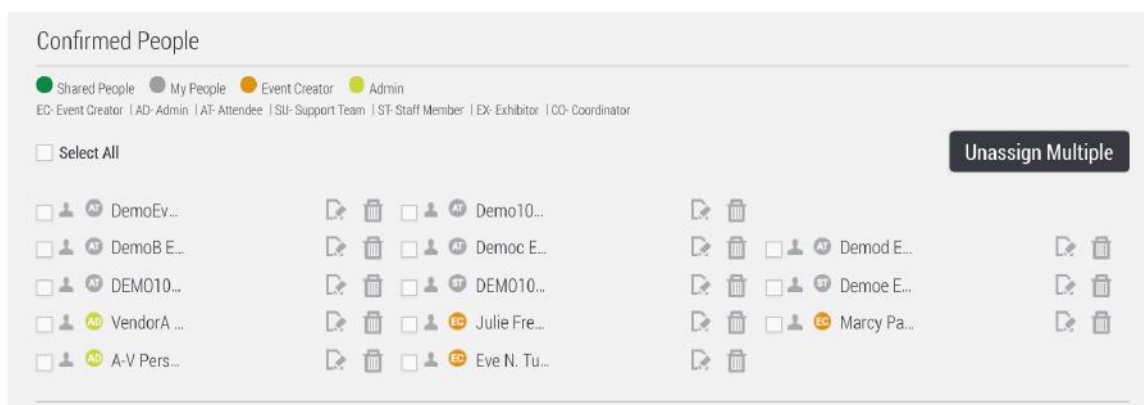 Confirmed People
Shared People My People Event Creator Admin
EC- Event Creator | AD- Admin | AT- Attendee | SU- Support Team | ST- Staff Member | EX- Exhibitor | CO- Coordinator
Select All Unassign Multiple
AT DemoEv... AT Demo10...
AT DemoB E... AT Democ E... AT Demod E...
AT DEMO10... ST DEMO10... ST Demoe E...
AD VendorA ... EC Julie Fre... EC Marcy Pa...
AD A-V Pers... EC Eve N. Tu...